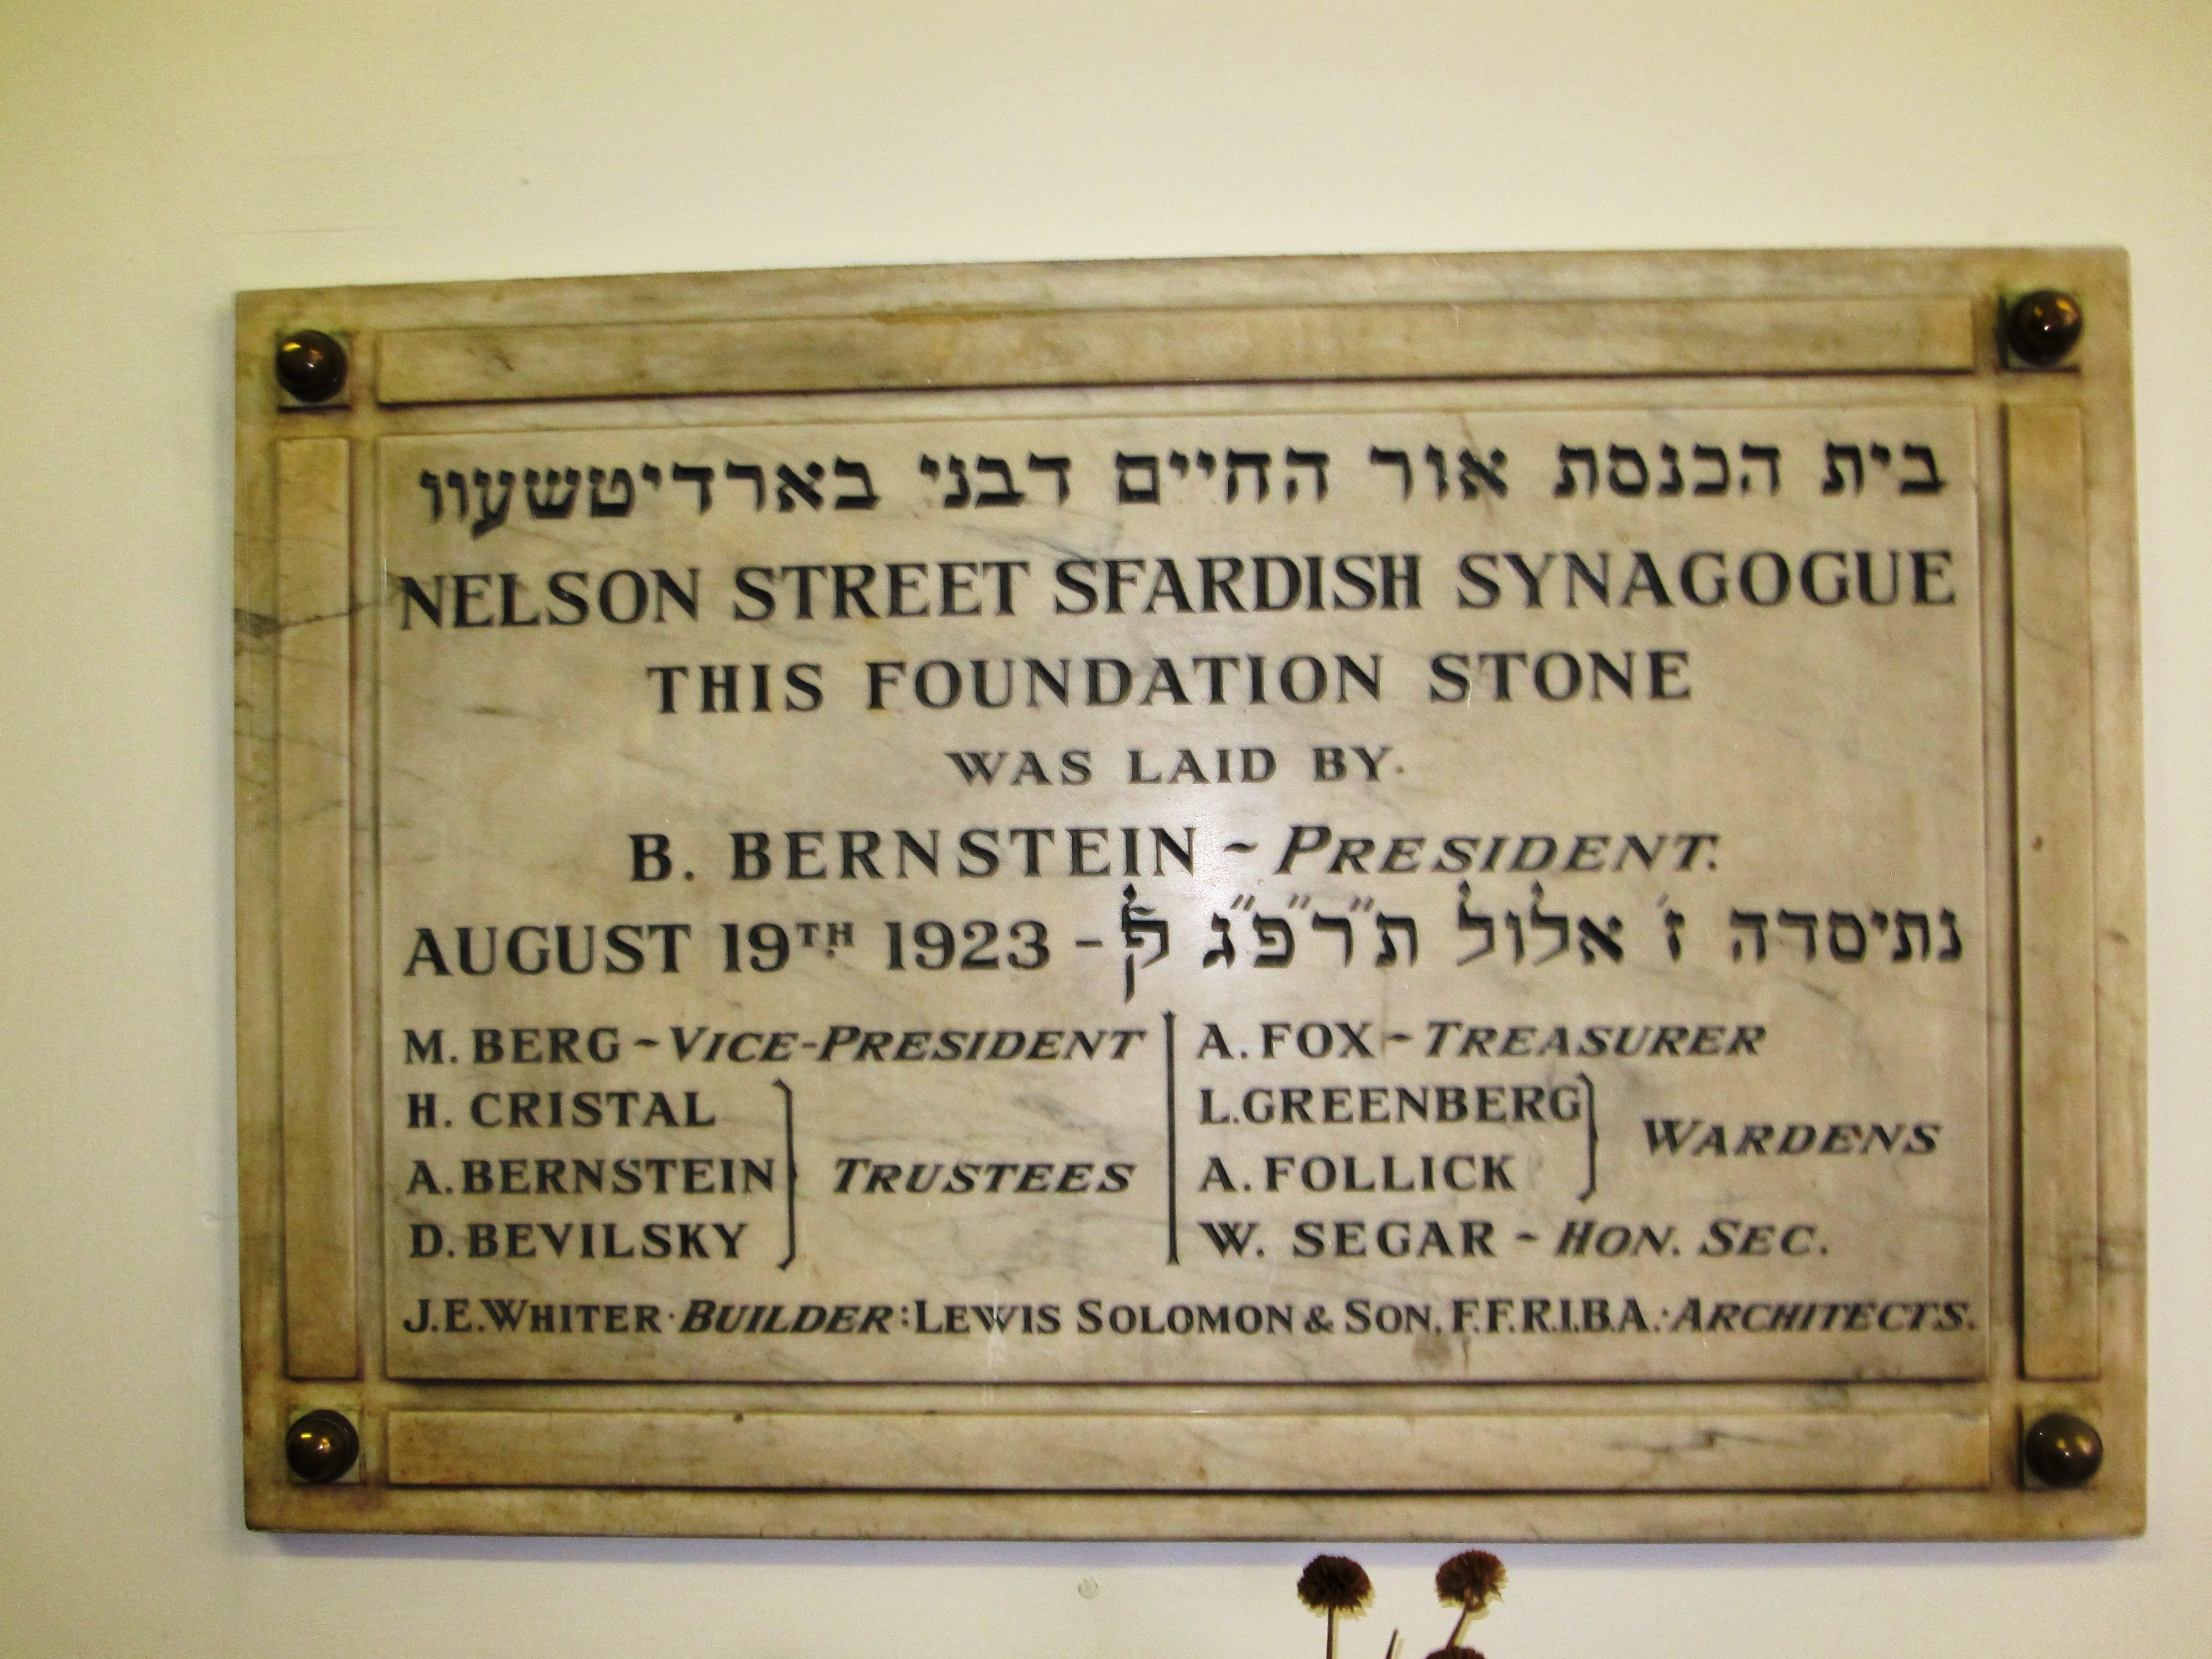 בית הכנסת אור החיים דבני בארדיטשעוו
NELSON STREET SFARDISH SYNAGOGUE
THIS FOUNDATION STONE
WAS LAID BY
B. BERNSTEIN ~ PRESIDENT.
AUGUST 19TH 1923 - נתיסדה ז' אלול ת"ר"פ"ג לפ"ק
M. BERG ~ VICE-PRESIDENT
H. CRISTAL
A. BERNSTEIN
TRUSTEES
D. BEVILSKY
A. FOX ~ TREASURER
L. GREENBERG
WARDENS
A. FOLLICK
W. SEGAR ~ HON. SEC.
J.E. WHITER · BUILDER : LEWIS SOLOMON & SON, F.F.R.I.B.A. : ARCHITECTS.